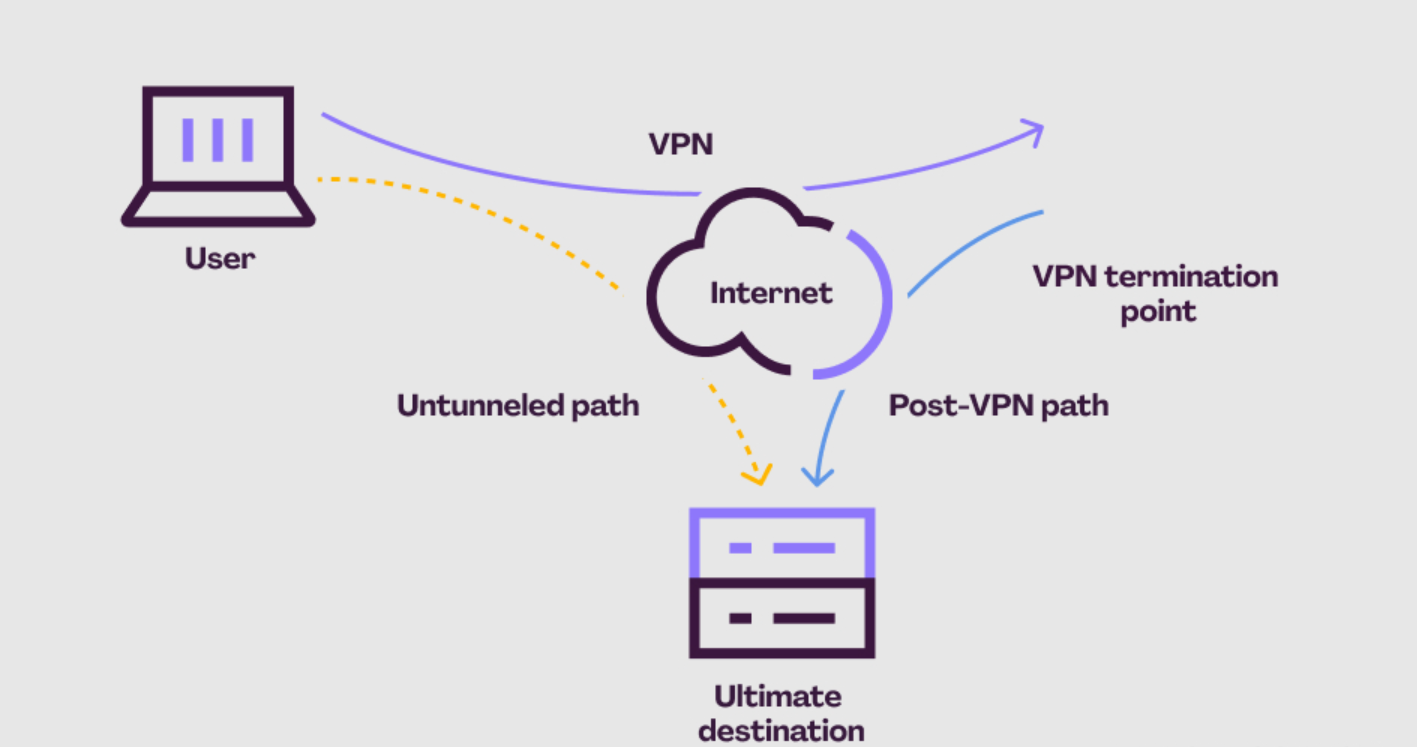 VPN
User
VPN termination
point
Internet
Untunneled path
Post-VPN path
Ultimate
destination